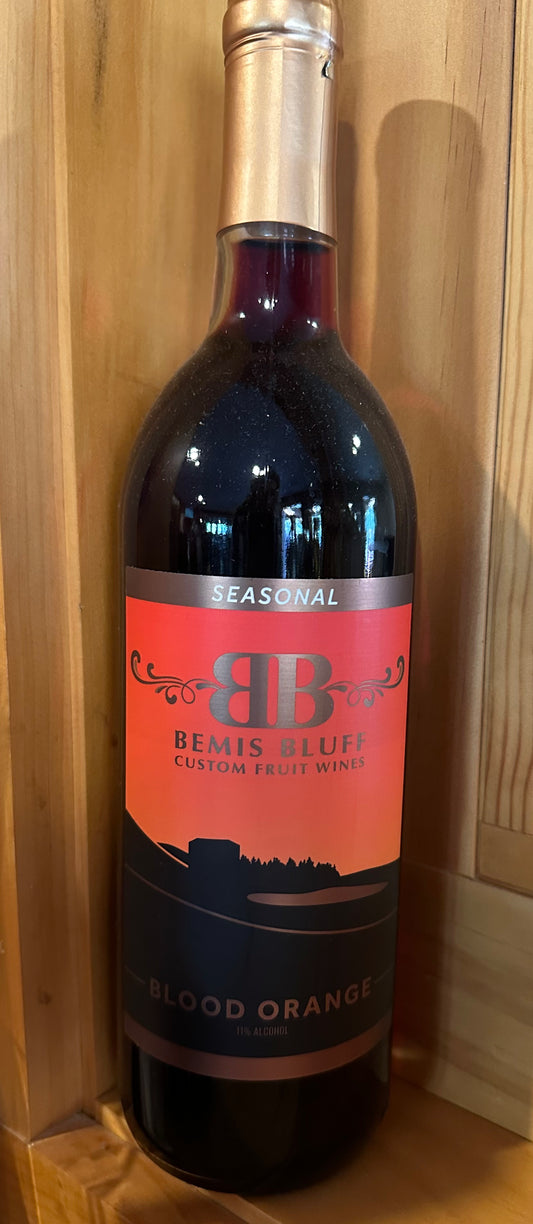 SEASONAL
BB
BEMIS BLUFF
CUSTOM FRUIT WINES
BLOOD ORANGE
11% ALCOHOL